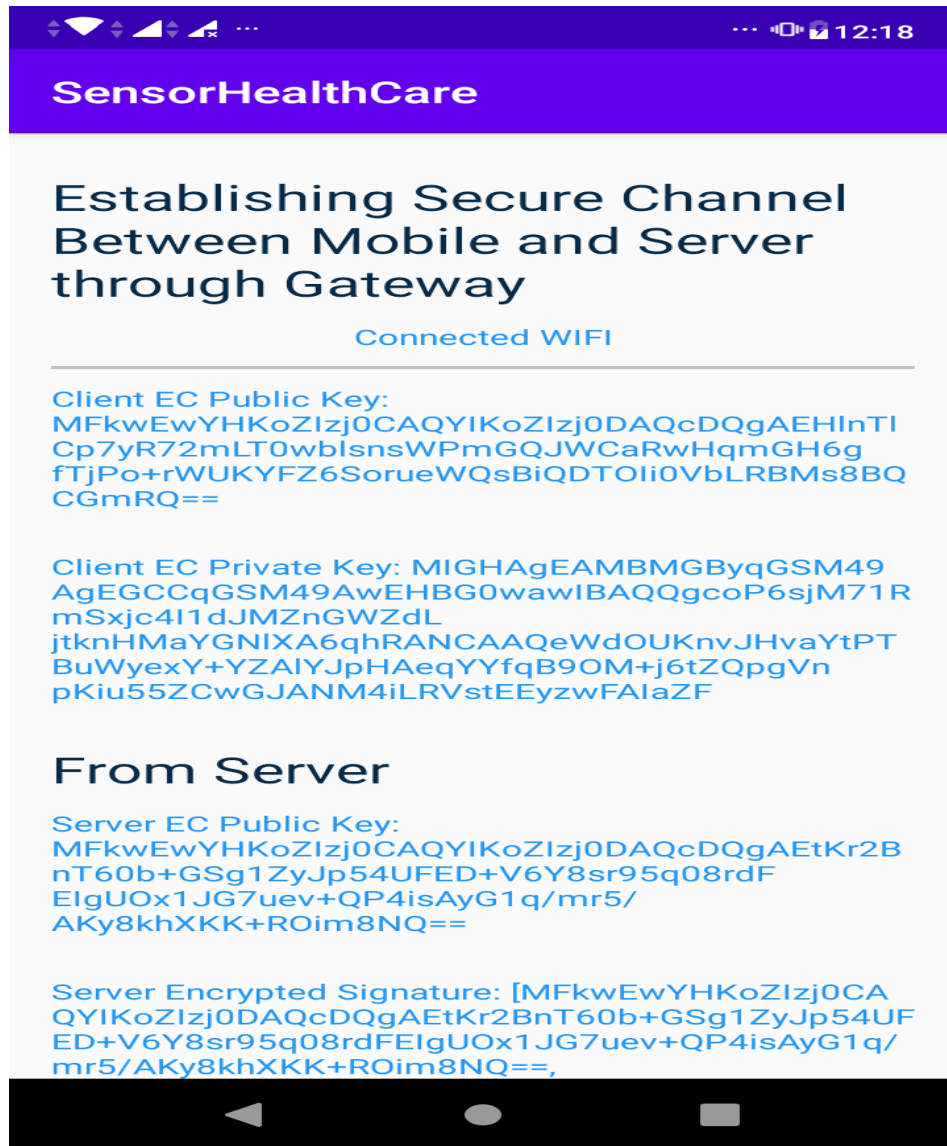 12:18
SensorHealthCare
Establishing Secure Channel
Between Mobile and Server
through Gateway
Connected WIFI
Client EC Public Key:
MFkwEwYHKoZIzj0CAQYIKoZIzj0DAQcDQgAEHlnTl
Cp7yR72mLT0wblsnsWPmGQJWCaRwHqmGH6g
fTjPo+rWUKYFZ6SorueWQsBiQDTOIi0VbLRBMs8BQ
CGmRQ==
Client EC Private Key: MIGHAgEAMBMGByqGSM49
AgEGCCqGSM49AwEHBG0wawIBAQQgcoP6sjM71R
mSxjc4I1dJMZnGWZdL
jtknHMaYGNlXA6qhRANCAAQeWdOUKnvJHvaYtPT
BuWyexY+YZAlYJpHAeqYYfqB9OM+j6tZQpgVn
pKiu55ZCwGJANM4iLRVstEEyzwFAIaZF
From Server
Server EC Public Key:
MFkwEwYHKoZIzj0CAQYIKoZIzj0DAQcDQgAEtKr2B
nT60b+GSg1ZyJp54UFED+V6Y8sr95q08rdF
EIgUOx1JG7uev+QP4isAyG1q/mr5/
AKy8khXKK+ROim8NQ==
Server Encrypted Signature: [MFkwEwYHKoZIzj0CA
QYIKoZIzj0DAQcDQgAEtKr2BnT60b+GSg1ZyJp54UF
ED+V6Y8sr95q08rdFEIgUOx1JG7uev+QP4isAyG1q/
mr5/AKy8khXKK+ROim8NQ==,